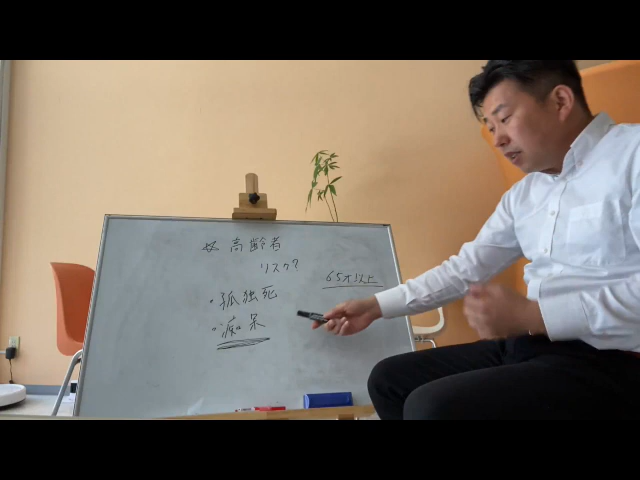 高齢者
リスク?
65才以上
・孤独死
・痴呆